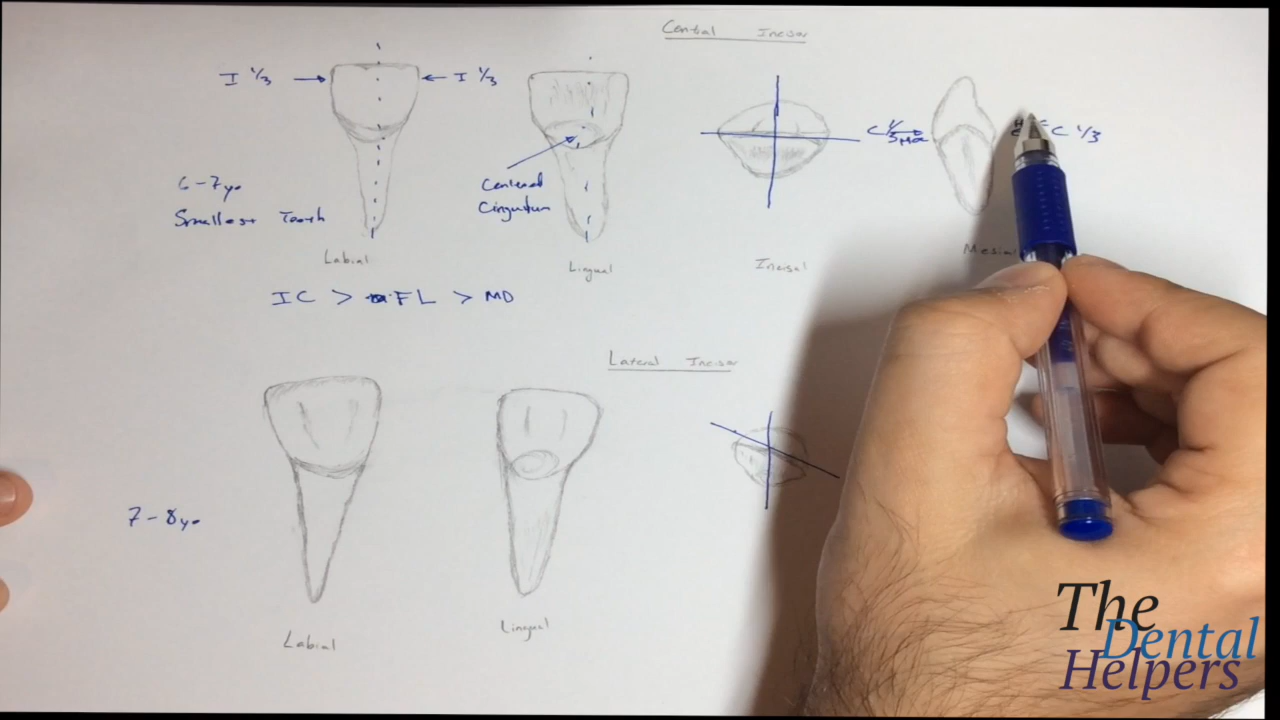 Central Incisor
I 1/3 → ← I 1/3
C 1/3
C 1/3
6-7yo
Smallest Tooth
Centered
Cingulum
Labial
Lingual
Incisal
Mesial
IC > FL > MD
Lateral Incisor
7-8yo
Labial
Lingual
The
Dental
Helpers